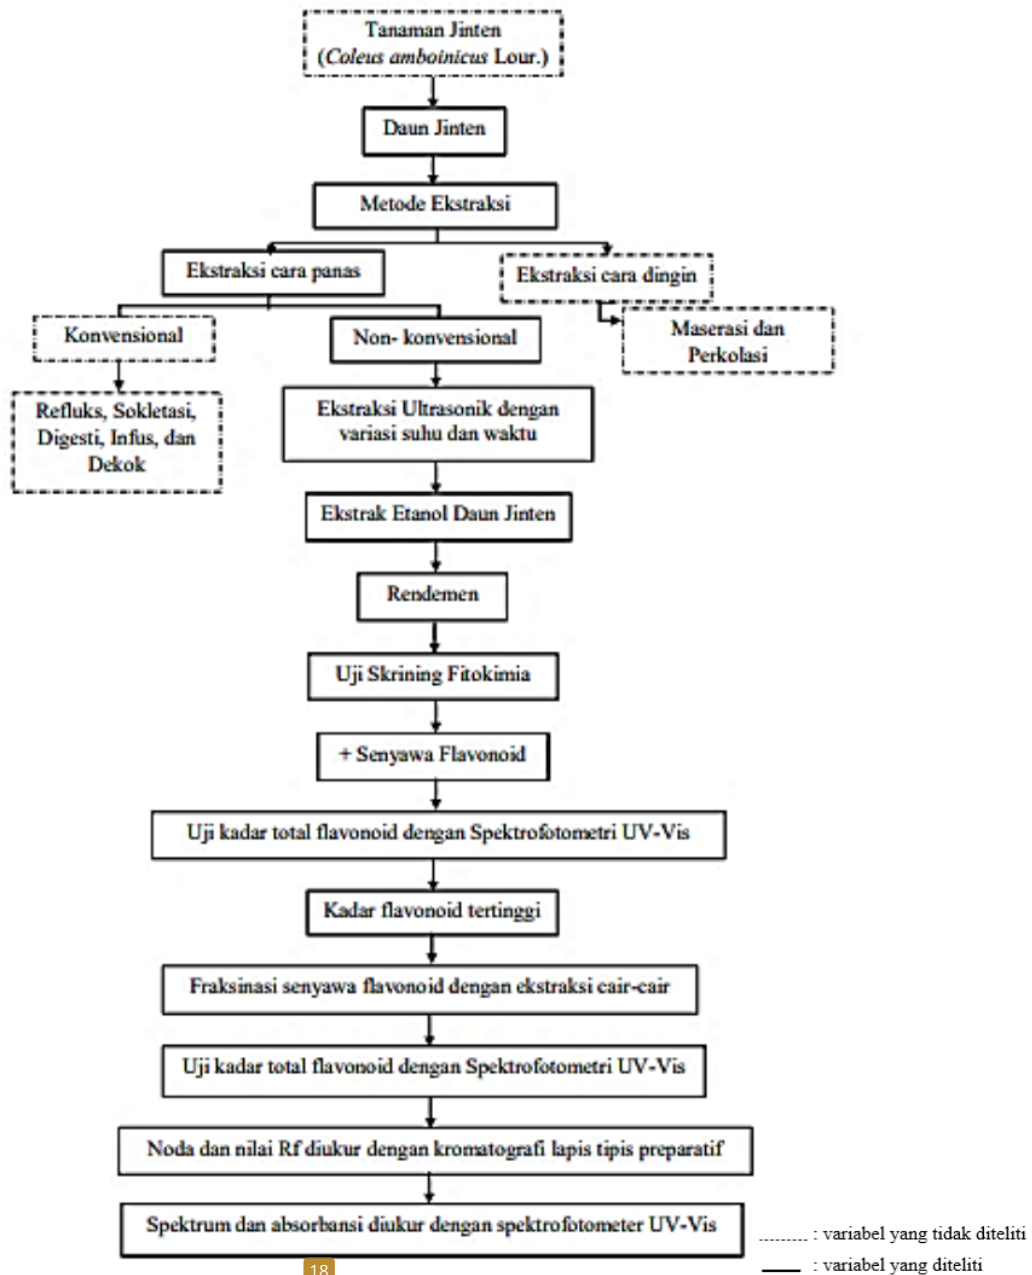 Tanaman Jinten
(Coleus amboinicus Lour.)
Daun Jinten
Metode Ekstraksi
Ekstraksi cara panas
Ekstraksi cara dingin
Konvensional
Non- konvensional
Maserasi dan
Perkolasi
Refluks, Sokletasi,
Digesti, Infus, dan
Dekok
Ekstraksi Ultrasonik dengan
variasi suhu dan waktu
Ekstrak Etanol Daun Jinten
Rendemen
Uji Skrining Fitokimia
+ Senyawa Flavonoid
Uji kadar total flavonoid dengan Spektrofotometri UV-Vis
Kadar flavonoid tertinggi
Fraksinasi senyawa flavonoid dengan ekstraksi cair-cair
Uji kadar total flavonoid dengan Spektrofotometri UV-Vis
Noda dan nilai Rf diukur dengan kromatografi lapis tipis preparatif
Spektrum dan absorbansi diukur dengan spektrofotometer UV-Vis
......... : variabel yang tidak diteliti
: variabel yang diteliti
18